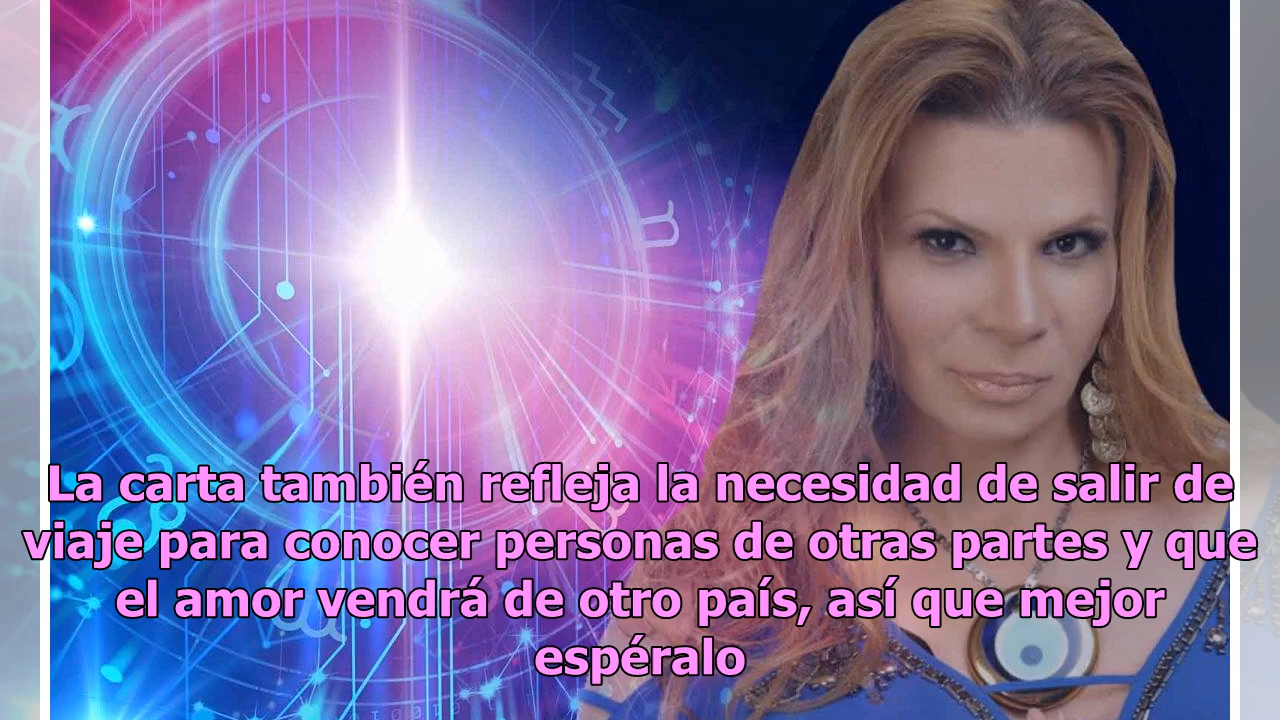 La carta también refleja la necesidad de salir de
viaje para conocer personas de otras partes y que
el amor vendrá de otro país, así que mejor
espéralo